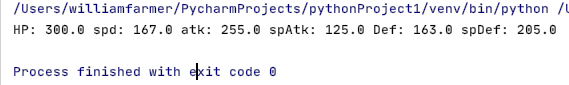 /Users/williamfarmer/PycharmProjects/pythonProject1/venv/bin/python
HP: 300.0 spd: 167.0 atk: 255.0 spAtk: 125.0 Def: 163.0 spDef: 205.0
Process finished with exit code 0